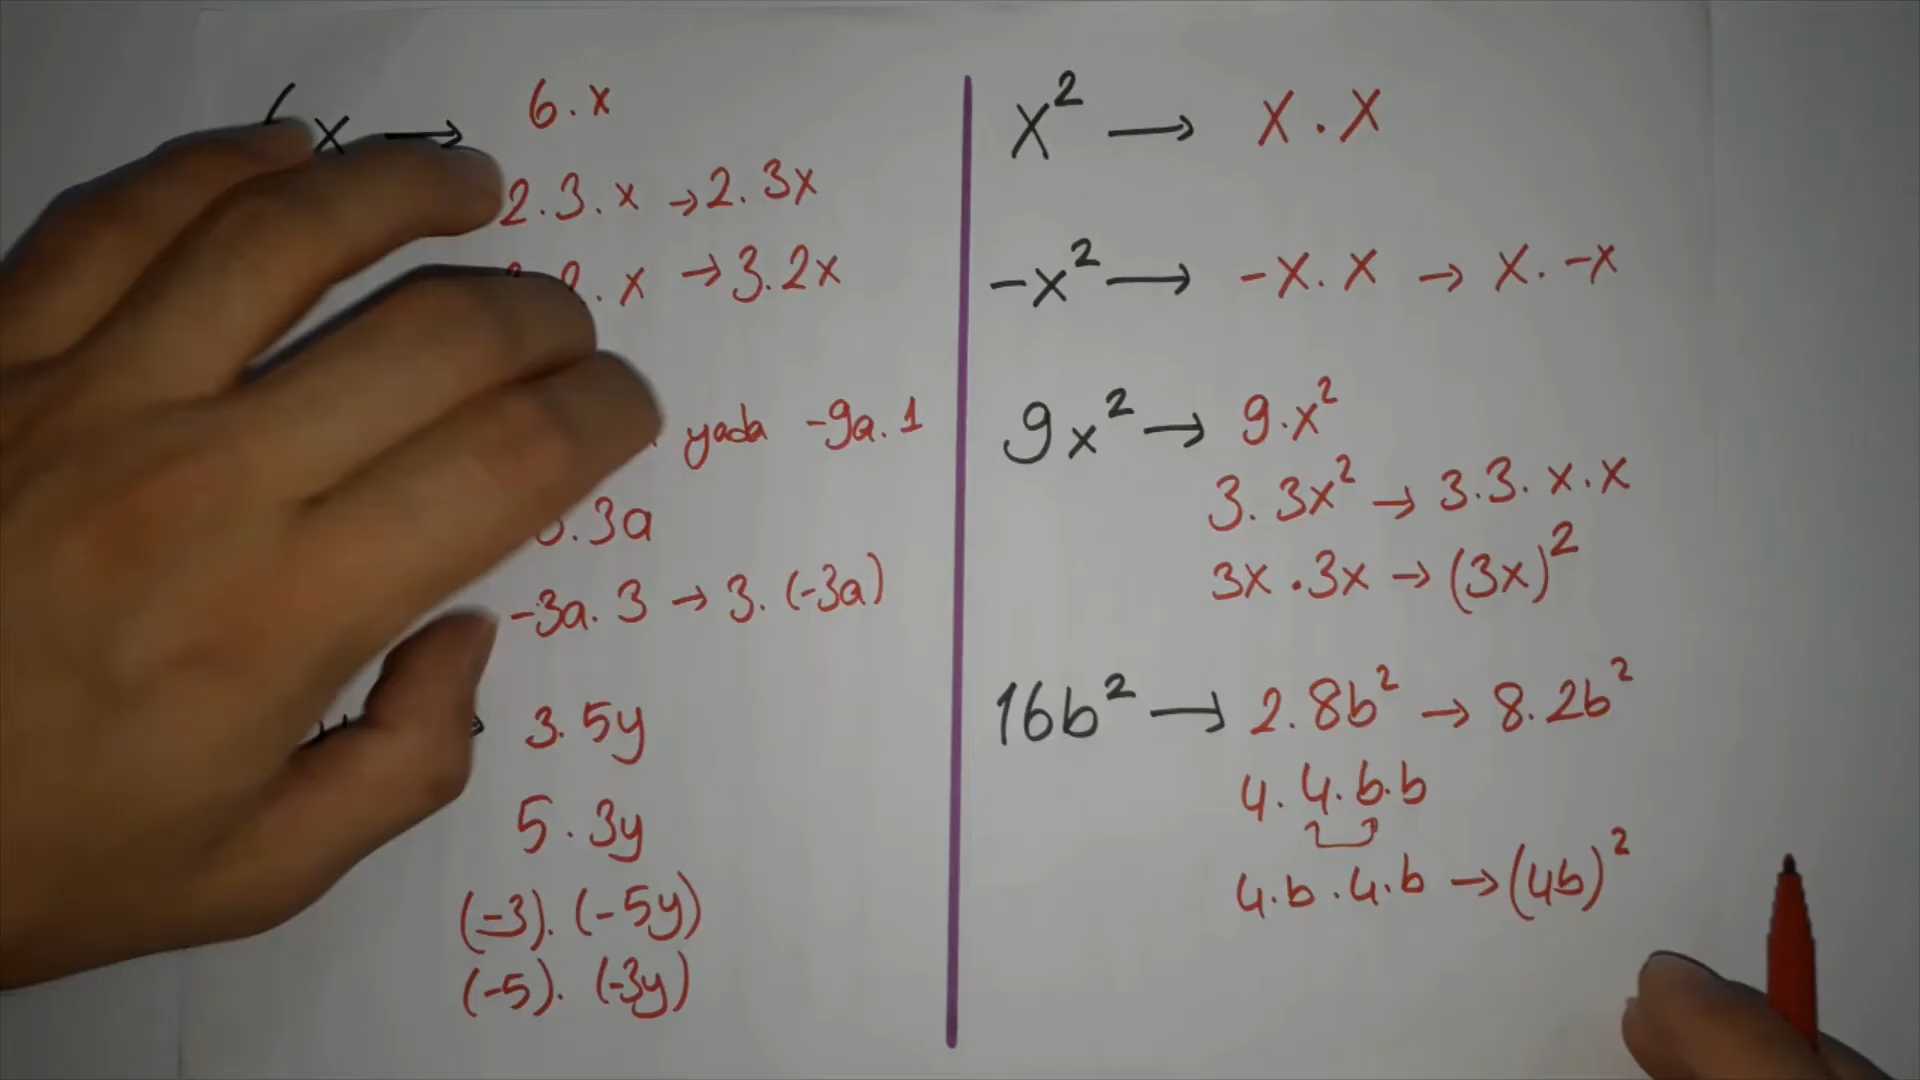 x → 6.x
2.3.x → 2.3x
.x → 3.2x
yada -9a.1
.3a
-3a.3 → 3.(-3a)
3.5y
5.3y
(-3).(-5y)
(-5).(-3y)
x² → x.x
-x² → -x.x → x.-x
9x² → 9.x²
3.3x² → 3.3.x.x
3x.3x → (3x)²
16b² → 2.8b² → 8.2b²
4.4.b.b
4.b.4.b → (4b)²